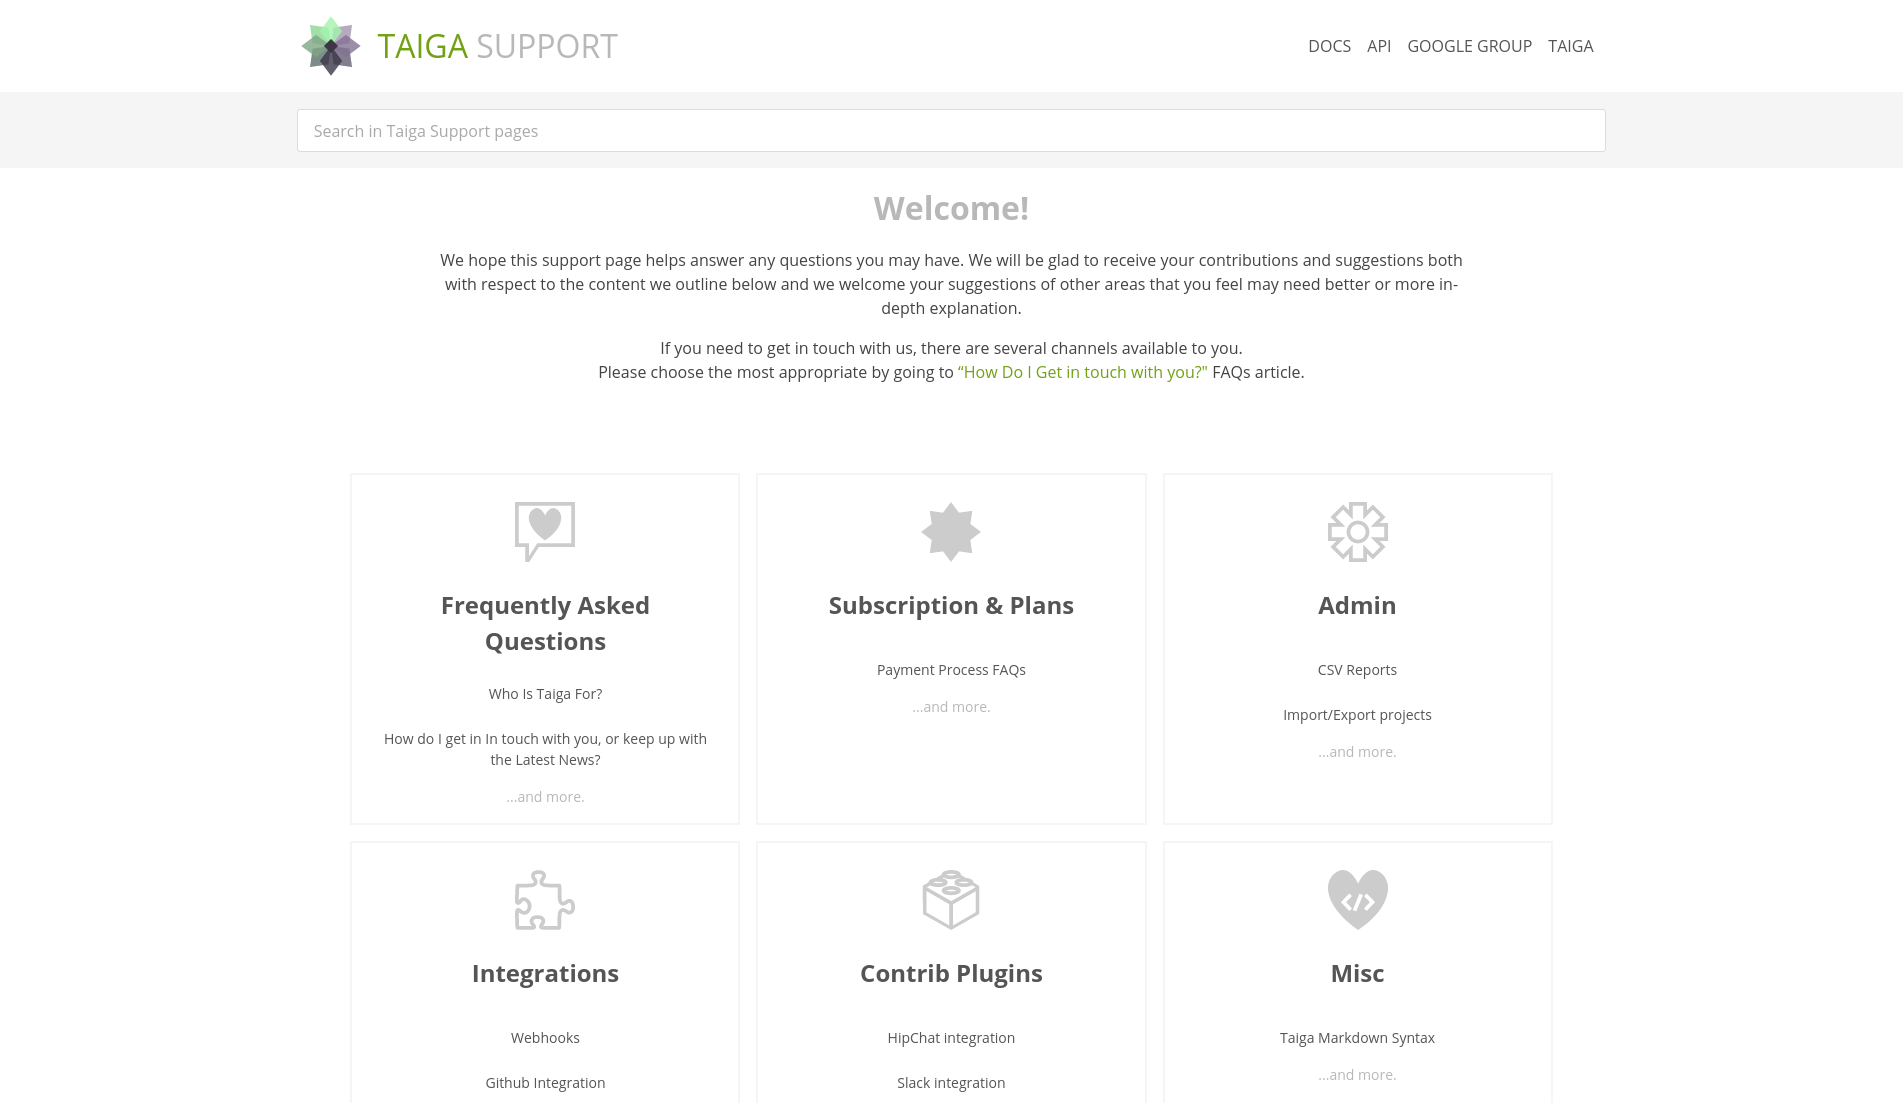 TAIGA SUPPORT
DOCS API GOOGLE GROUP TAIGA
Search in Taiga Support pages
Welcome!
We hope this support page helps answer any questions you may have. We will be glad to receive your contributions and suggestions both
with respect to the content we outline below and we welcome your suggestions of other areas that you feel may need better or more in-
depth explanation.
If you need to get in touch with us, there are several channels available to you.
Please choose the most appropriate by going to “How Do I Get in touch with you?" FAQs article.
Frequently Asked
Questions
Who Is Taiga For?
How do I get in In touch with you, or keep up with
the Latest News?
...and more.
Subscription & Plans
Payment Process FAQs
...and more.
Admin
CSV Reports
Import/Export projects
...and more.
Integrations
Webhooks
Github Integration
Contrib Plugins
HipChat integration
Slack integration
</> 
Misc
Taiga Markdown Syntax
...and more.